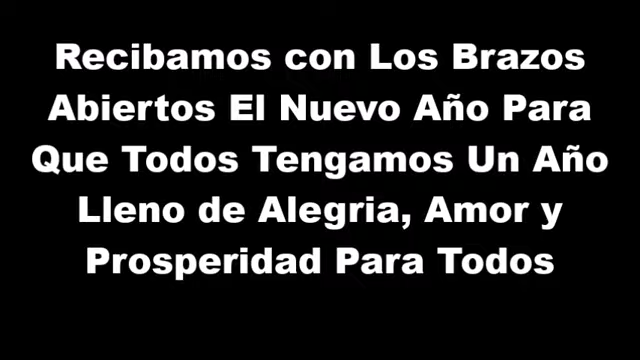 Recibamos con Los Brazos
Abiertos El Nuevo Año Para
Que Todos Tengamos Un Año
Lleno de Alegria, Amor y
Prosperidad Para Todos